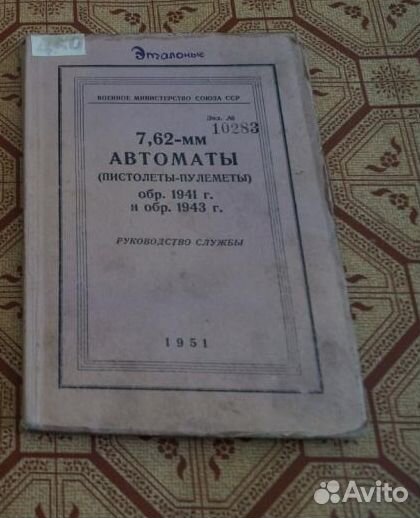 Эталонные
ВОЕННОЕ МИНИСТЕРСТВО СОЮЗА ССР
Экз. №
10283
7,62-мм
АВТОМАТЫ
(ПИСТОЛЕТЫ-ПУЛЕМЕТЫ)
обр. 1941 г.
и обр. 1943 г.
РУКОВОДСТВО СЛУЖБЫ
1951
Avito